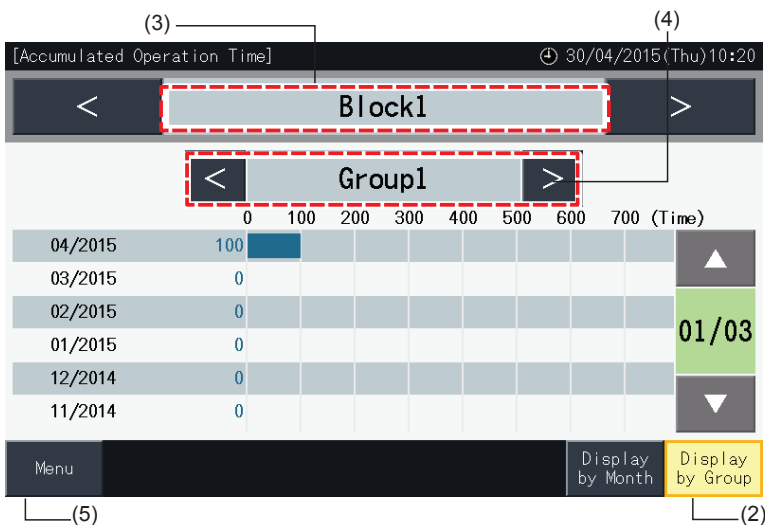 (3) (4)
[Accumulated Operation Time] 30/04/2015(Thu)10:20
< Block1 >
< Group1 >
0 100 200 300 400 500 600 700 (Time)
04/2015 100
03/2015 0
02/2015 0
01/2015 0
12/2014 0
11/2014 0
01/03
Menu
Display
by Month
Display
by Group
(5) (2)